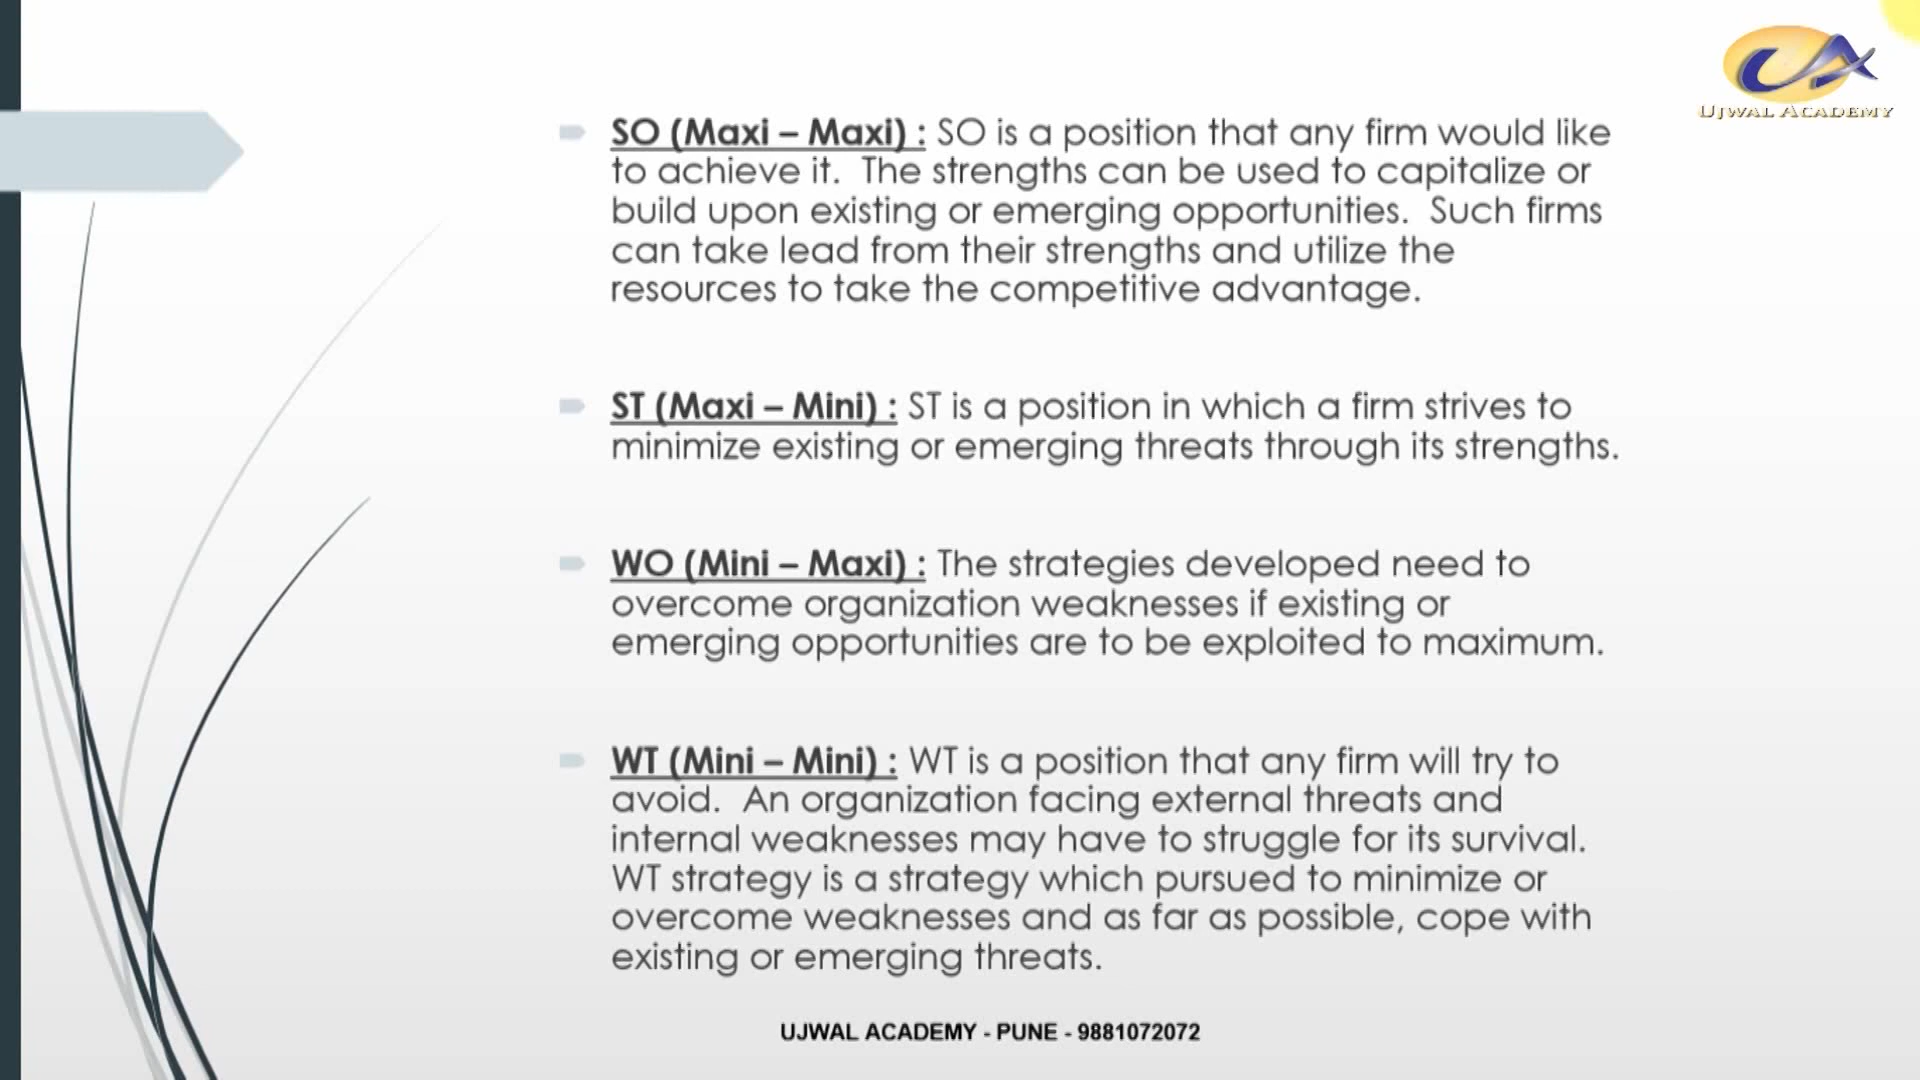 UJWAL ACADEMY
SO (Maxi – Maxi) : SO is a position that any firm would like
to achieve it.  The strengths can be used to capitalize or
build upon existing or emerging opportunities.  Such firms
can take lead from their strengths and utilize the
resources to take the competitive advantage.
ST (Maxi – Mini) : ST is a position in which a firm strives to
minimize existing or emerging threats through its strengths.
WO (Mini – Maxi) : The strategies developed need to
overcome organization weaknesses if existing or
emerging opportunities are to be exploited to maximum.
WT (Mini – Mini) : WT is a position that any firm will try to
avoid.  An organization facing external threats and
internal weaknesses may have to struggle for its survival.
WT strategy is a strategy which pursued to minimize or
overcome weaknesses and as far as possible, cope with
existing or emerging threats.
UJWAL ACADEMY - PUNE - 9881072072